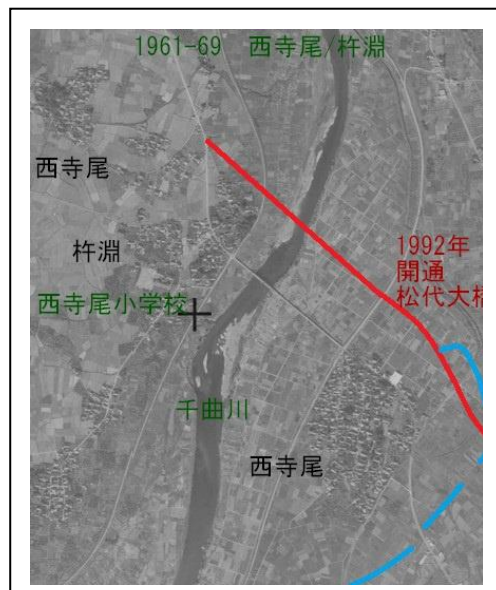 1961-69 西寺尾/杵淵
西寺尾
杵淵
1992年
開通
松代大橋
西寺尾小学校
千曲川
西寺尾